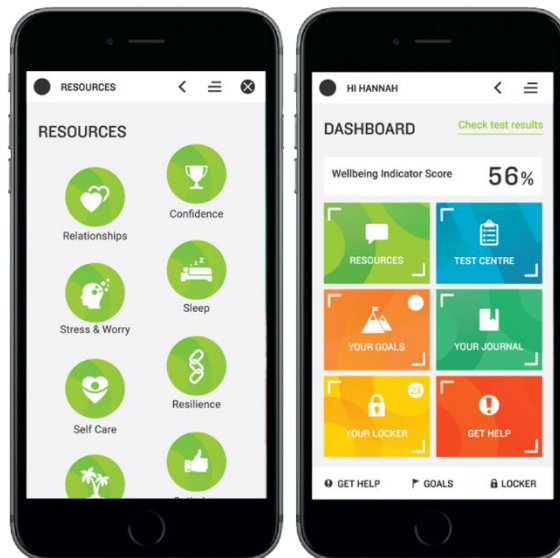 RESOURCES
RESOURCES
Relationships
Confidence
Stress & Worry
Sleep
Self Care
Resilience
HI HANNAH
DASHBOARD
Check test results
Wellbeing Indicator Score
56%
RESOURCES
TEST CENTRE
YOUR GOALS
YOUR JOURNAL
23
YOUR LOCKER
GET HELP
GET HELP
GOALS
LOCKER